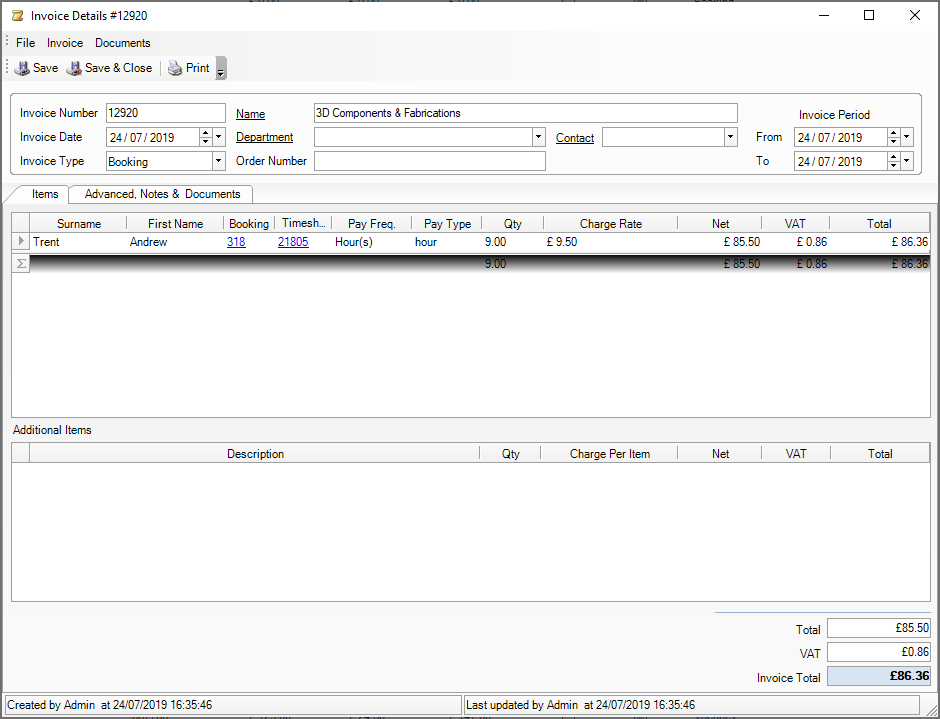 Invoice Details #12920
File Invoice Documents
Save Save & Close Print
Invoice Number 12920 Name 3D Components & Fabrications Invoice Period
Invoice Date 24/07/2019 Department Contact From 24/07/2019
Invoice Type Booking Order Number To 24/07/2019
Items Advanced, Notes & Documents
Surname First Name Booking Timesh... Pay Freq. Pay Type Qty Charge Rate Net VAT Total
Trent Andrew 318 21805 Hour(s) hour 9.00 £ 9.50 £ 85.50 £ 0.86 £ 86.36
Σ 9.00 £ 85.50 £ 0.86 £ 86.36
Additional Items
Description Qty Charge Per Item Net VAT Total
Total £85.50
VAT £0.86
Invoice Total £86.36
Created by Admin at 24/07/2019 16:35:46 Last updated by Admin at 24/07/2019 16:35:46